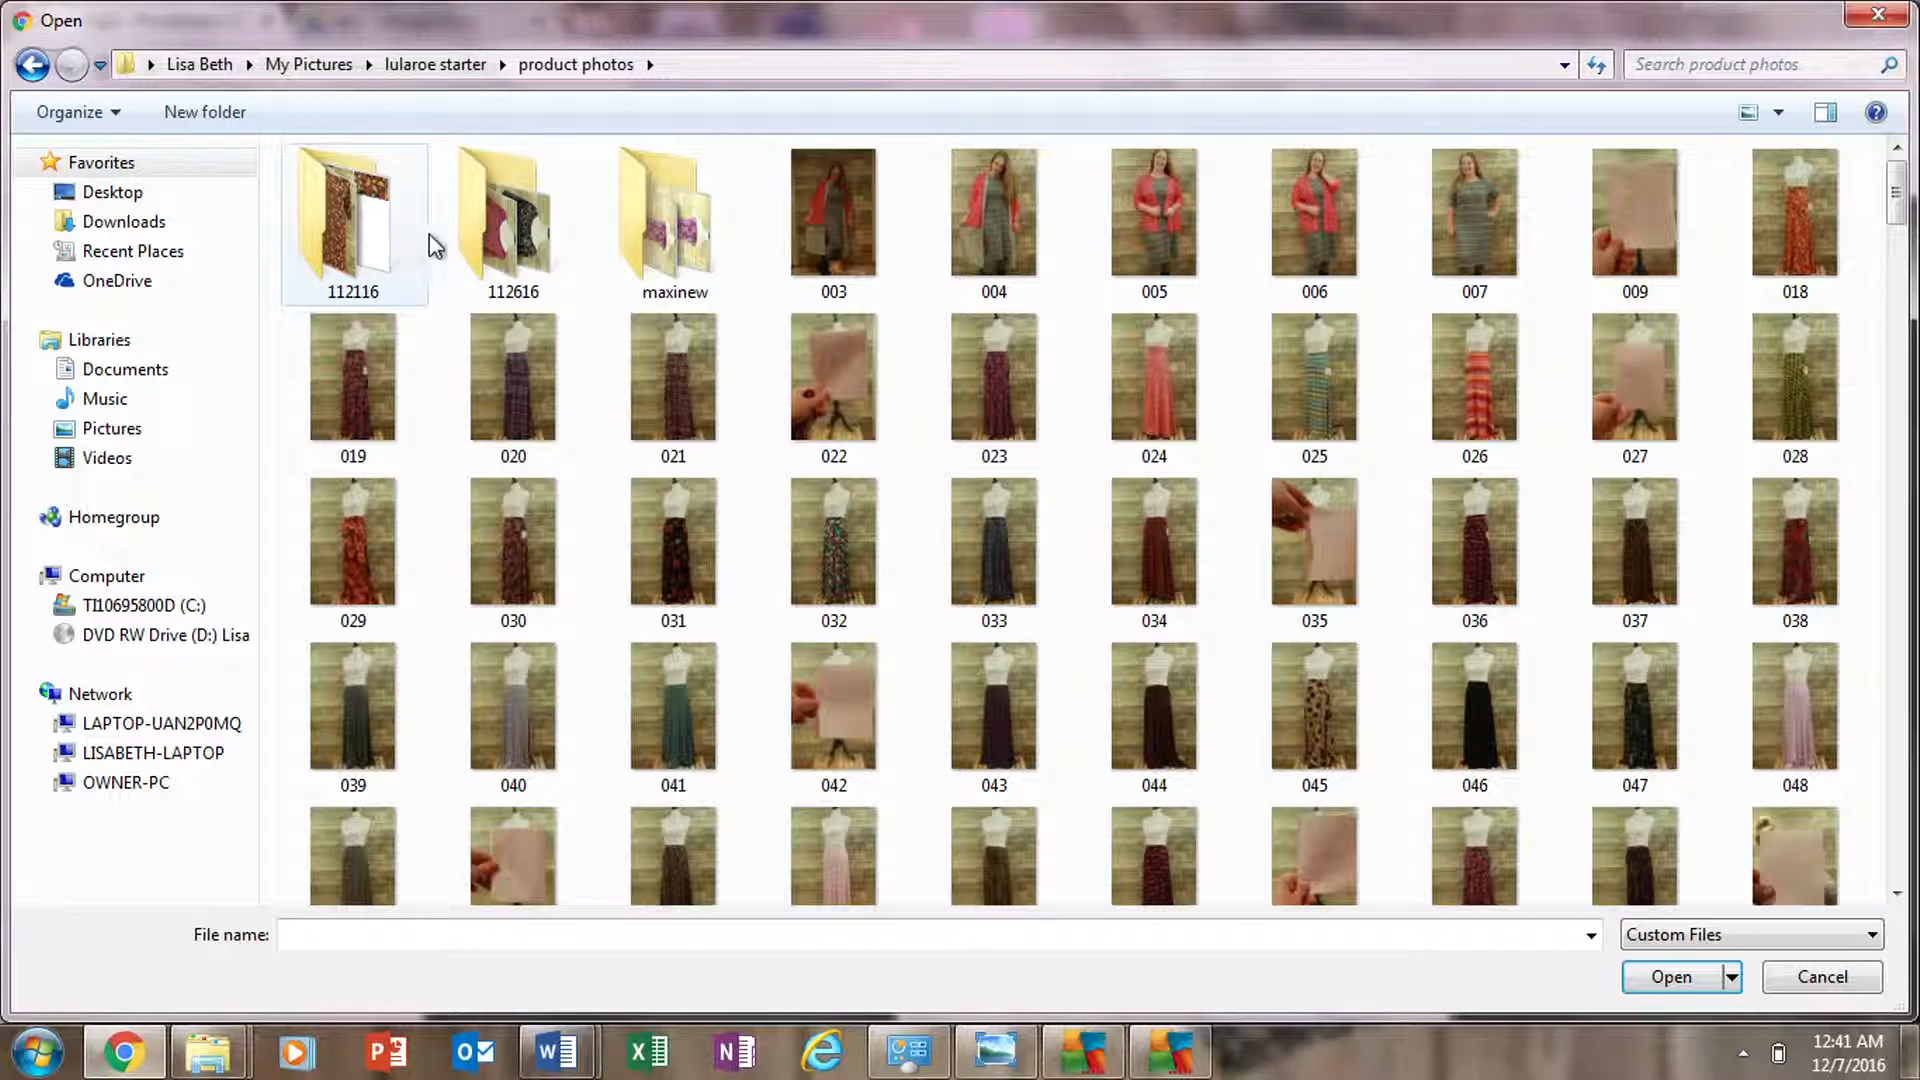 Open
Lisa Beth My Pictures lularoe starter product photos
Search product photos
Organize New folder
Favorites
Desktop
Downloads
Recent Places
OneDrive
Libraries
Documents
Music
Pictures
Videos
Homegroup
Computer
TI10695800D (C:)
DVD RW Drive (D:) Lisa
Network
LAPTOP-UAN2P0MQ
LISABETH-LAPTOP
OWNER-PC
112116 112616 maxinew 003 004 005 006 007 009 018
019 020 021 022 023 024 025 026 027 028
029 030 031 032 033 034 035 036 037 038
039 040 041 042 043 044 045 046 047 048
File name:
Custom Files
Open Cancel
12:41 AM
12/7/2016